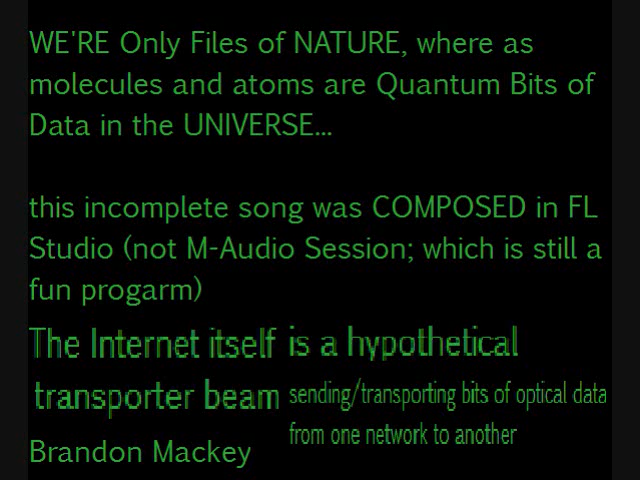 WE'RE Only Files of NATURE, where as
molecules and atoms are Quantum Bits of
Data in the UNIVERSE...
this incomplete song was COMPOSED in FL
Studio (not M-Audio Session; which is still a
fun progarm)
The Internet itself is a hypothetical
transporter beam sending/transporting bits of optical data
from one network to another
Brandon Mackey